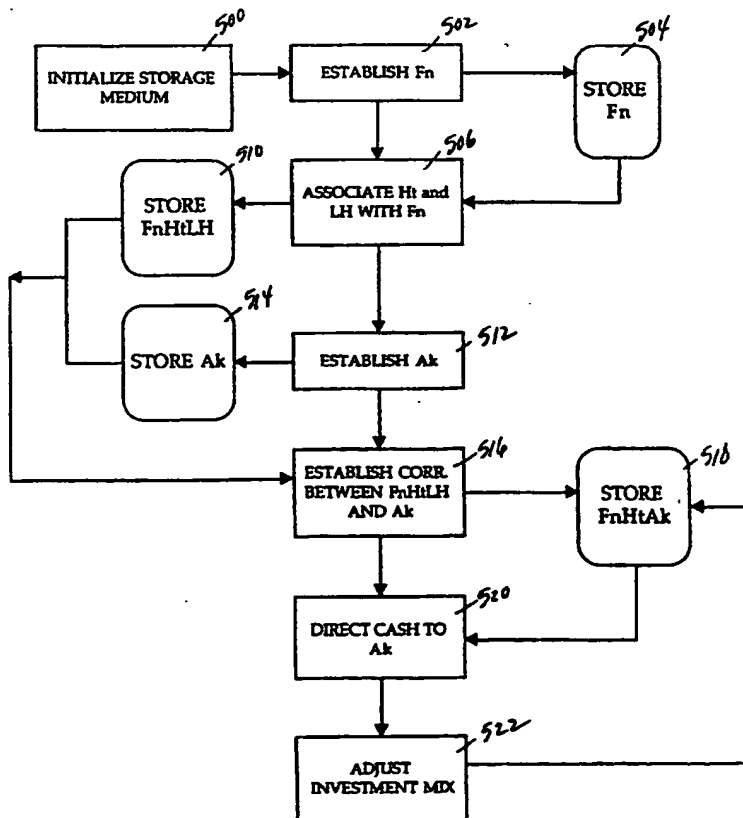 500
INITIALIZE STORAGE
MEDIUM
502
ESTABLISH Fn
504
STORE
Fn
506
ASSOCIATE Ht and
LH WITH Fn
510
STORE
FnHtLH
512
ESTABLISH Ak
514
STORE Ak
516
ESTABLISH CORR.
BETWEEN FnHtLH
AND Ak
518
STORE
FnHtAk
520
DIRECT CASH TO
Ak
522
ADJUST
INVESTMENT MIX